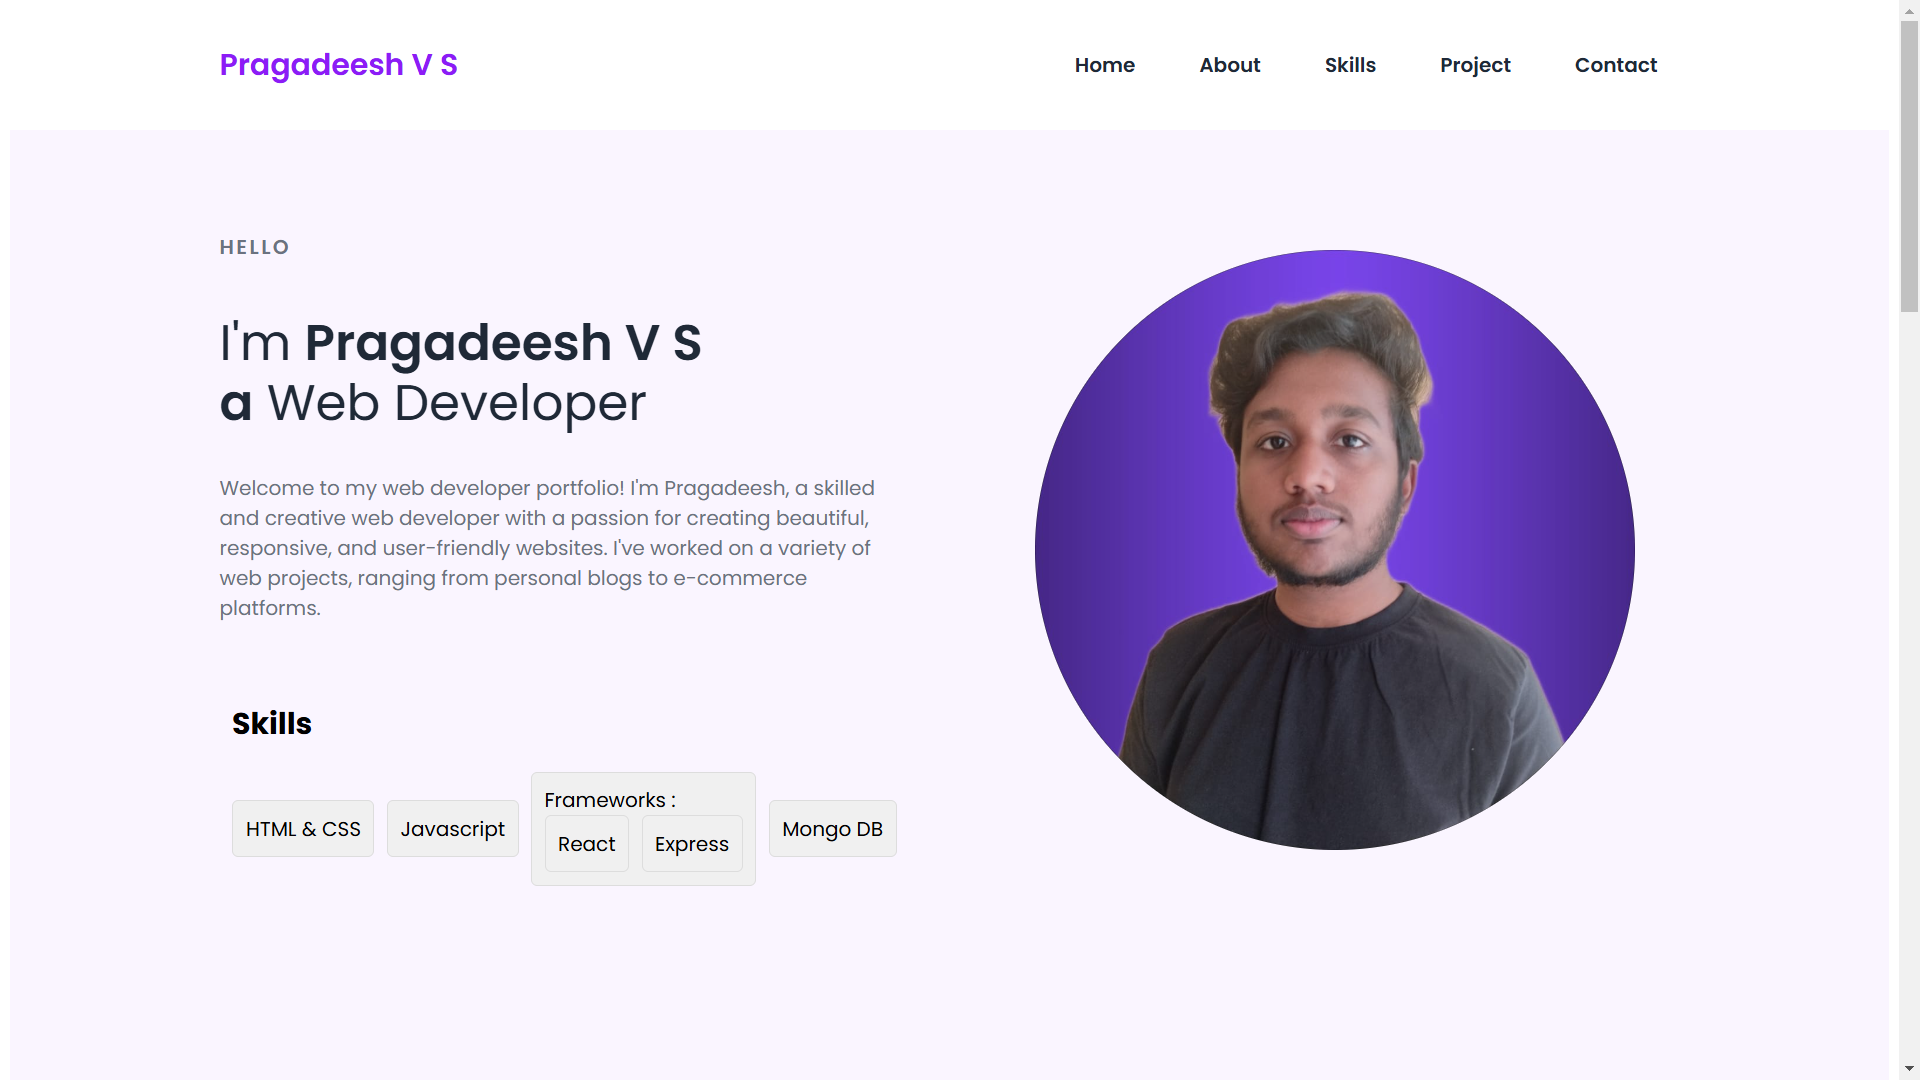 Pragadeesh V S
Home About Skills Project Contact
HELLO
I'm Pragadeesh V S
a Web Developer
Welcome to my web developer portfolio! I'm Pragadeesh, a skilled
and creative web developer with a passion for creating beautiful,
responsive, and user-friendly websites. I've worked on a variety of
web projects, ranging from personal blogs to e-commerce
platforms.
Skills
HTML & CSS
Javascript
Frameworks :
React
Express
Mongo DB